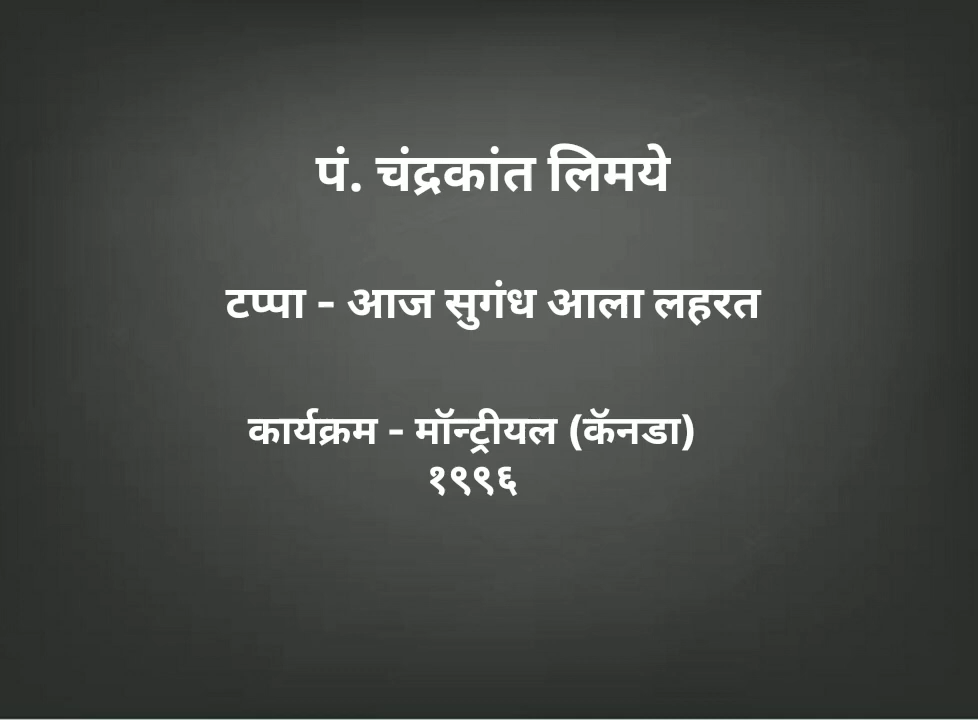 पं. चंद्रकांत लिमये
टप्पा - आज सुगंध आला लहरत
कार्यक्रम - मॉन्ट्रीयल (कॅनडा)
१९९६